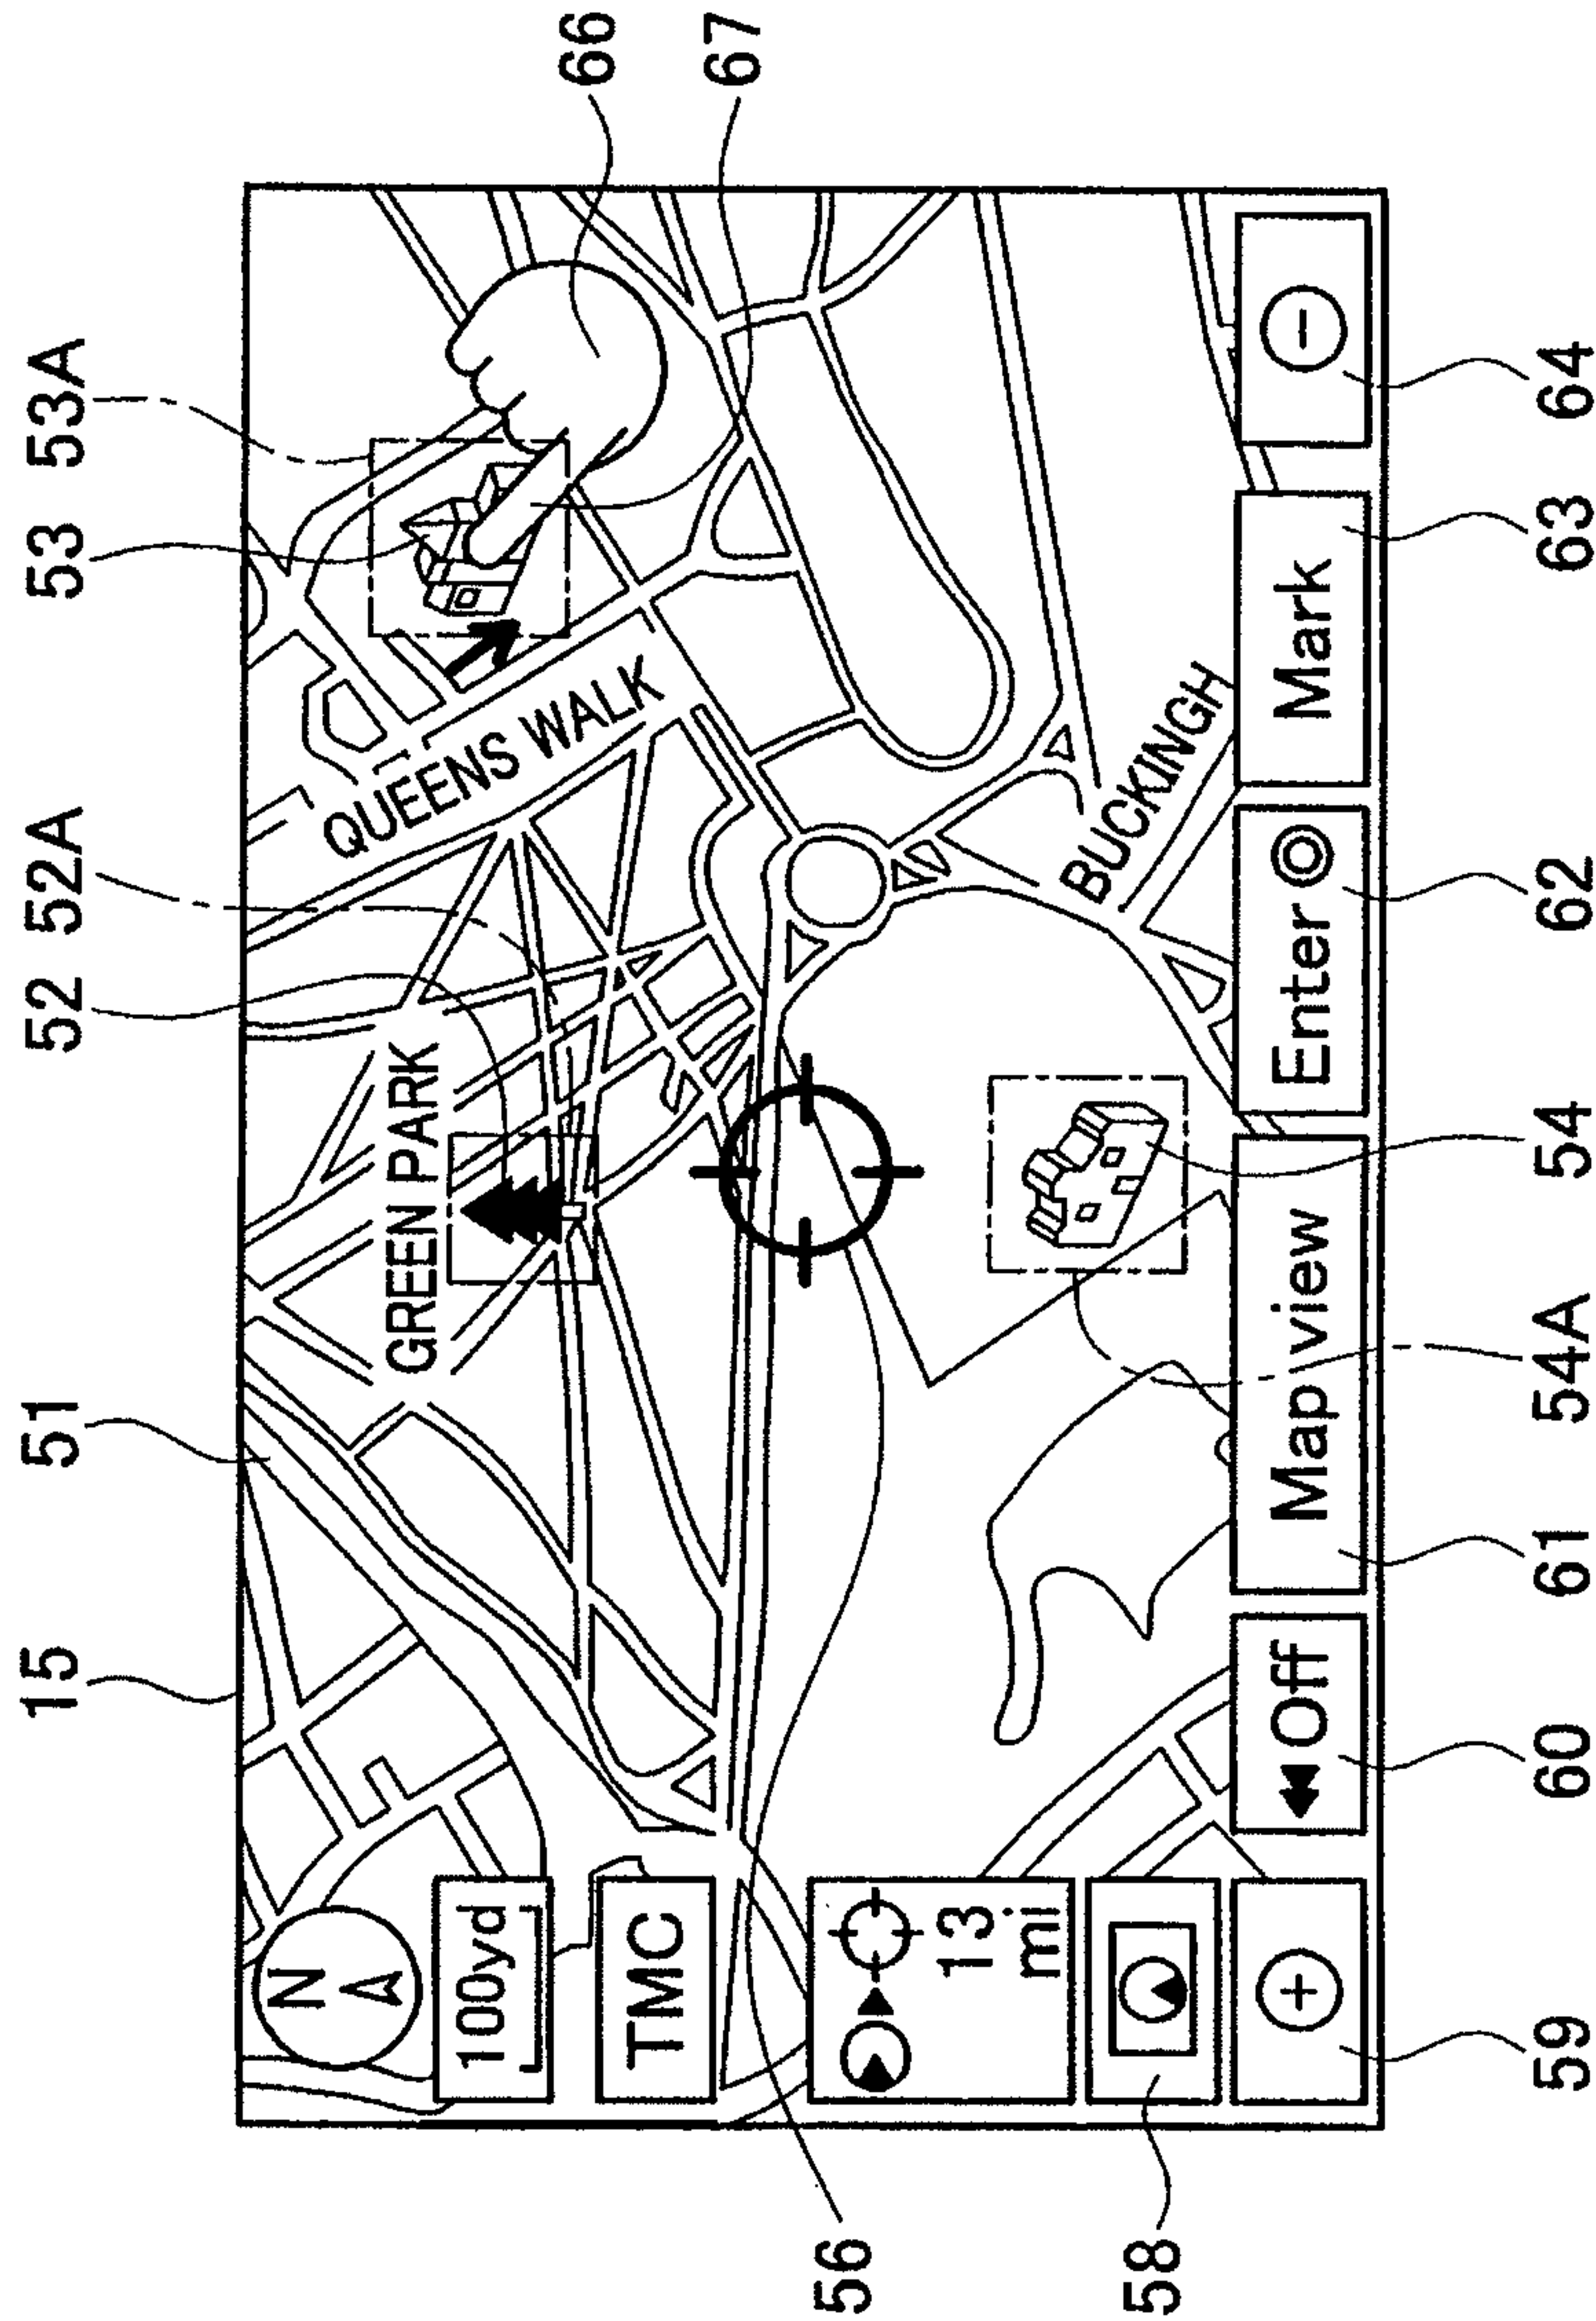 15
51
52
52A
53
53A
66
67
N
100yd
TMC
13
mi
GREEN PARK
QUEENS WALK
BUCKINGH
Off
Map view
Enter
Mark
56
58
59
60
61
54A
54
62
63
64